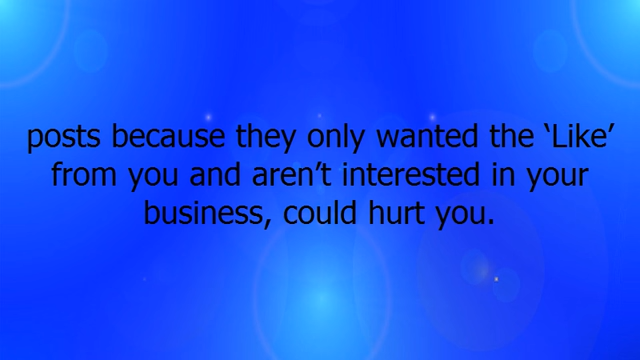 posts because they only wanted the ‘Like’
from you and aren’t interested in your
business, could hurt you.